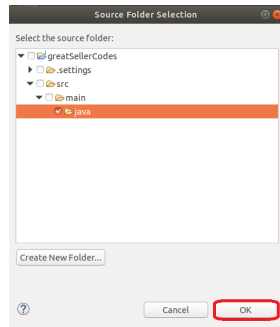 Source Folder Selection
Select the source folder:
greatSellerCodes
.settings
src
main
java
Create New Folder...
Cancel
OK